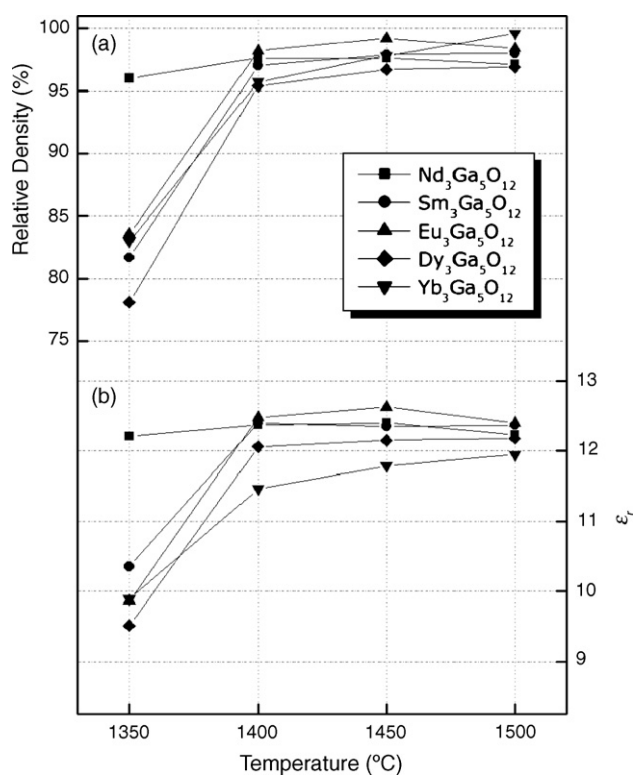 (a)
100
95
90
85
80
75
Relative Density (%)
Nd₃Ga₅O₁₂
Sm₃Ga₅O₁₂
Eu₃Ga₅O₁₂
Dy₃Ga₅O₁₂
Yb₃Ga₅O₁₂
(b)
13
12
11
10
9
εᵣ
1350 1400 1450 1500
Temperature (ºC)